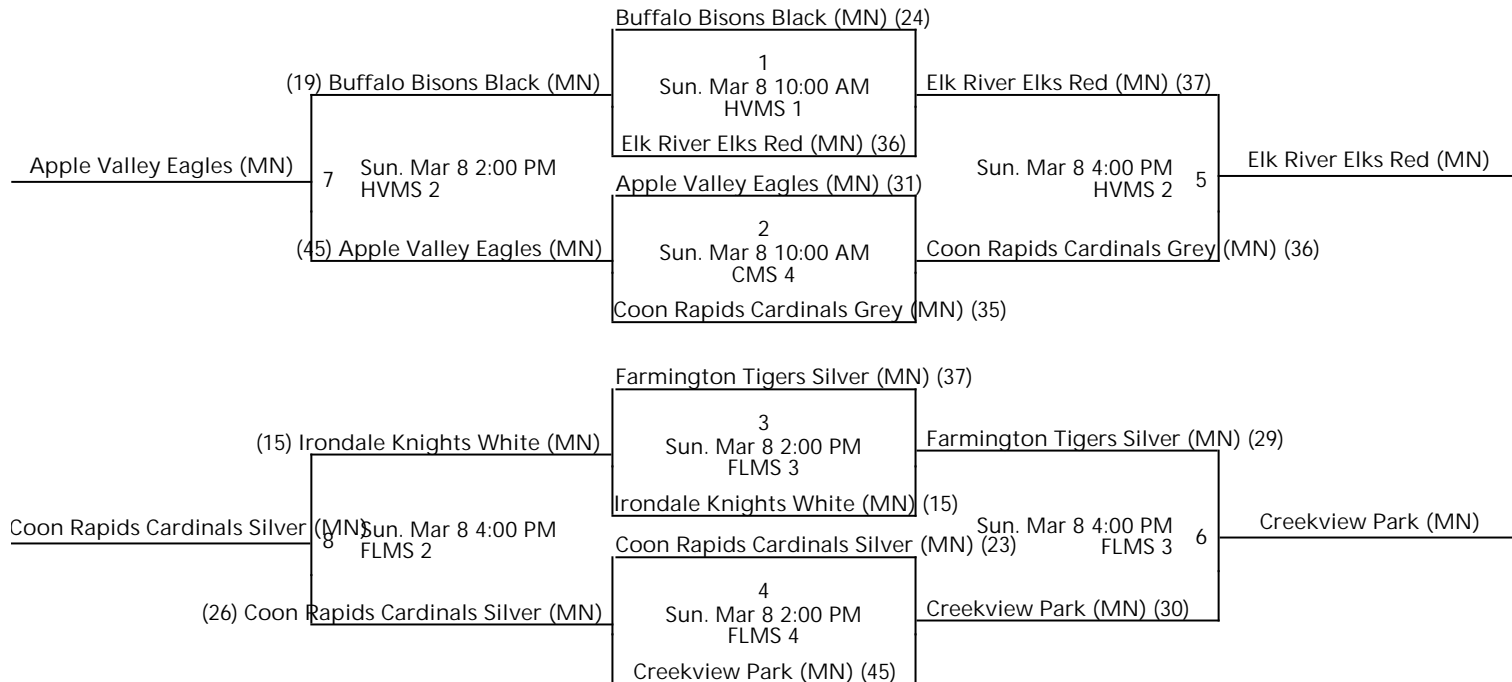 Buffalo Bisons Black (MN) (24)
1
Sun. Mar 8 10:00 AM
HVMS 1
(19) Buffalo Bisons Black (MN)
Elk River Elks Red (MN) (37)
Elk River Elks Red (MN) (36)
Apple Valley Eagles (MN)
7
Sun. Mar 8 2:00 PM
HVMS 2
Sun. Mar 8 4:00 PM
HVMS 2
5
Elk River Elks Red (MN)
Apple Valley Eagles (MN) (31)
2
Sun. Mar 8 10:00 AM
CMS 4
(45) Apple Valley Eagles (MN)
Coon Rapids Cardinals Grey (MN) (36)
Coon Rapids Cardinals Grey (MN) (35)
Farmington Tigers Silver (MN) (37)
3
Sun. Mar 8 2:00 PM
FLMS 3
(15) Irondale Knights White (MN)
Farmington Tigers Silver (MN) (29)
Irondale Knights White (MN) (15)
Coon Rapids Cardinals Silver (MN)
8
Sun. Mar 8 4:00 PM
FLMS 2
Sun. Mar 8 4:00 PM
FLMS 3
6
Creekview Park (MN)
Coon Rapids Cardinals Silver (MN) (23)
4
Sun. Mar 8 2:00 PM
FLMS 4
(26) Coon Rapids Cardinals Silver (MN)
Creekview Park (MN) (30)
Creekview Park (MN) (45)